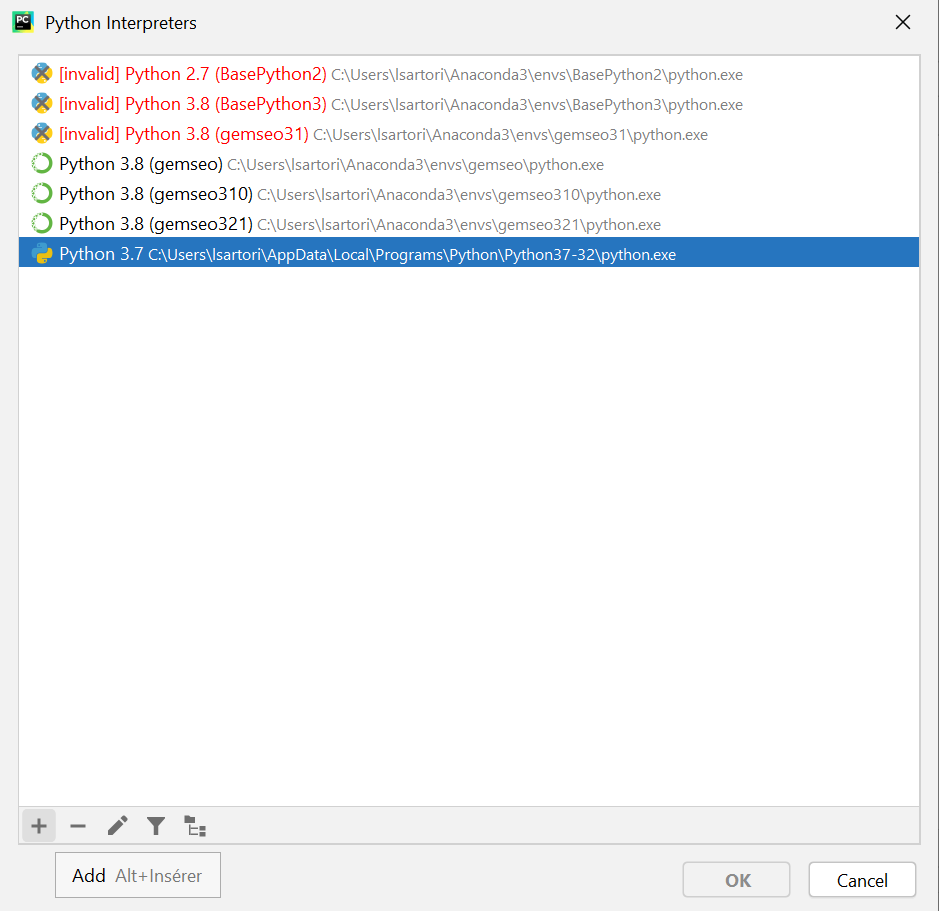 PC
Python Interpreters
[invalid] Python 2.7 (BasePython2) C:\Users\lsartori\Anaconda3\envs\BasePython2\python.exe
[invalid] Python 3.8 (BasePython3) C:\Users\lsartori\Anaconda3\envs\BasePython3\python.exe
[invalid] Python 3.8 (gemseo31) C:\Users\lsartori\Anaconda3\envs\gemseo31\python.exe
Python 3.8 (gemseo) C:\Users\lsartori\Anaconda3\envs\gemseo\python.exe
Python 3.8 (gemseo310) C:\Users\lsartori\Anaconda3\envs\gemseo310\python.exe
Python 3.8 (gemseo321) C:\Users\lsartori\Anaconda3\envs\gemseo321\python.exe
Python 3.7 C:\Users\lsartori\AppData\Local\Programs\Python\Python37-32\python.exe
Add Alt+Insérer
OK
Cancel